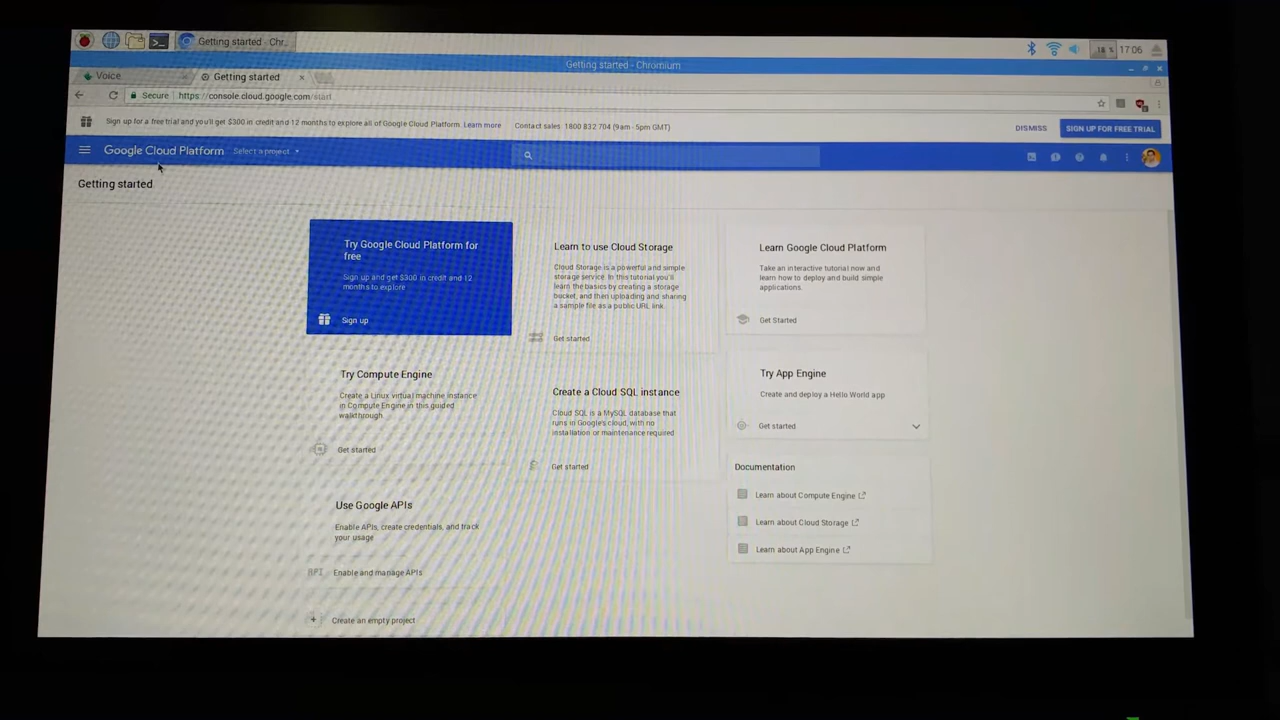 Getting started - Chr..
18 %
17:06
Getting started - Chromium
Voice
Getting started
Secure
https://console.cloud.google.com/start
Sign up for a free trial and you'll get $300 in credit and 12 months to explore all of Google Cloud Platform. Learn more
Contact sales 1800 832 704 (9am - 5pm GMT)
DISMISS
SIGN UP FOR FREE TRIAL
Google Cloud Platform
Select a project
Getting started
Try Google Cloud Platform for
free
Sign up and get $300 in credit and 12
months to explore
Sign up
Learn to use Cloud Storage
Cloud Storage is a powerful and simple
storage service. In this tutorial you'll
learn the basics by creating a storage
bucket, and then uploading and sharing
a sample file as a public URL link.
Get started
Learn Google Cloud Platform
Take an interactive tutorial now and
learn how to deploy and build simple
applications.
Get Started
Try Compute Engine
Create a Linux virtual machine instance
in Compute Engine in this guided
walkthrough.
Get started
Create a Cloud SQL instance
Cloud SQL is a MySQL database that
runs in Google's cloud, with no
installation or maintenance required
Get started
Try App Engine
Create and deploy a Hello World app
Get started
Documentation
Learn about Compute Engine
Learn about Cloud Storage
Learn about App Engine
Use Google APIs
Enable APIs, create credentials, and track
your usage
API
Enable and manage APIs
Create an empty project